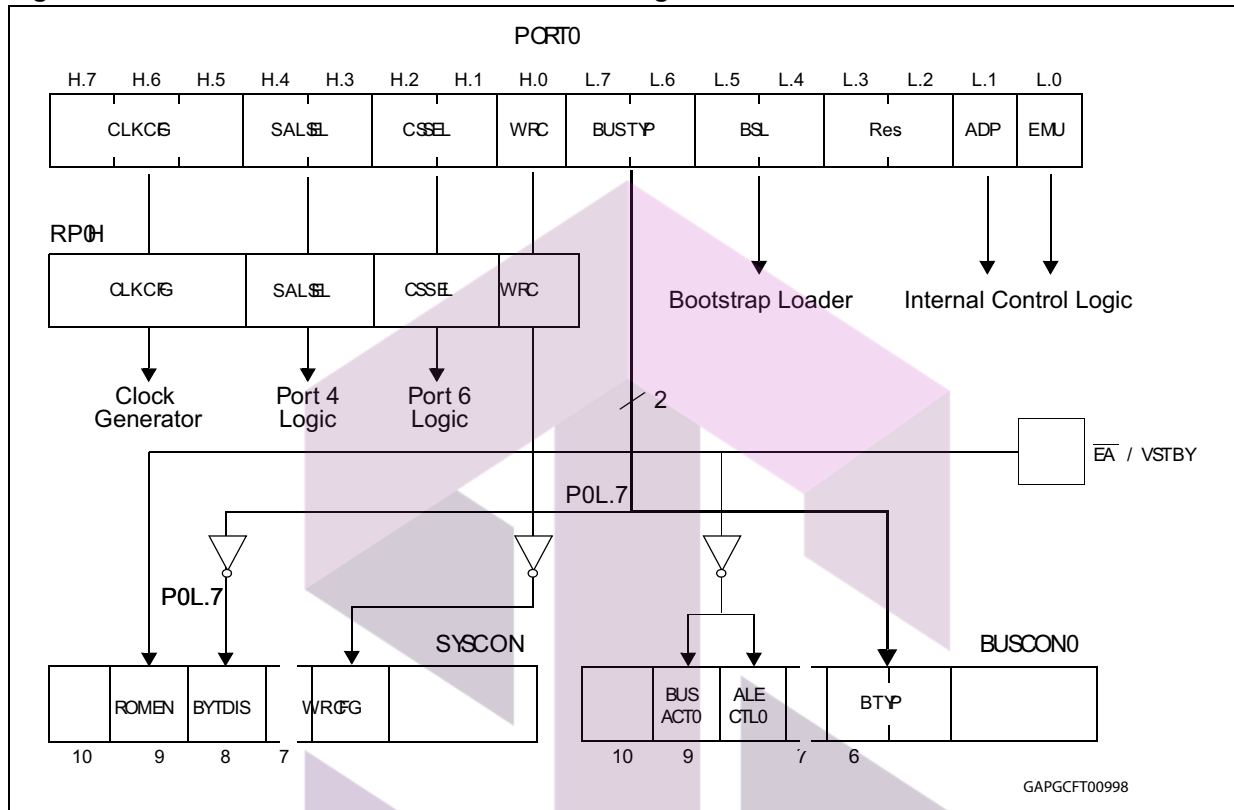 PORT0
H.7 H.6 H.5 H.4 H.3 H.2 H.1 H.0 L.7 L.6 L.5 L.4 L.3 L.2 L.1 L.0
CLKCFG SALSEL CSSEL WRC BUSTYP BSL Res. ADP EMU
RP0H
CLKCFG SALSEL CSSEL WRC
Bootstrap Loader Internal Control Logic
Clock Generator
Port 4 Logic
Port 6 Logic
2
EA / VSTBY
P0L.7
P0L.7
SYSCON BUSCON0
ROMEN BYTDIS WRCFG
BUS ACT0
ALE CTL0
BTYP
10 9 8 7 10 9 7 6
GAPGCFT00998